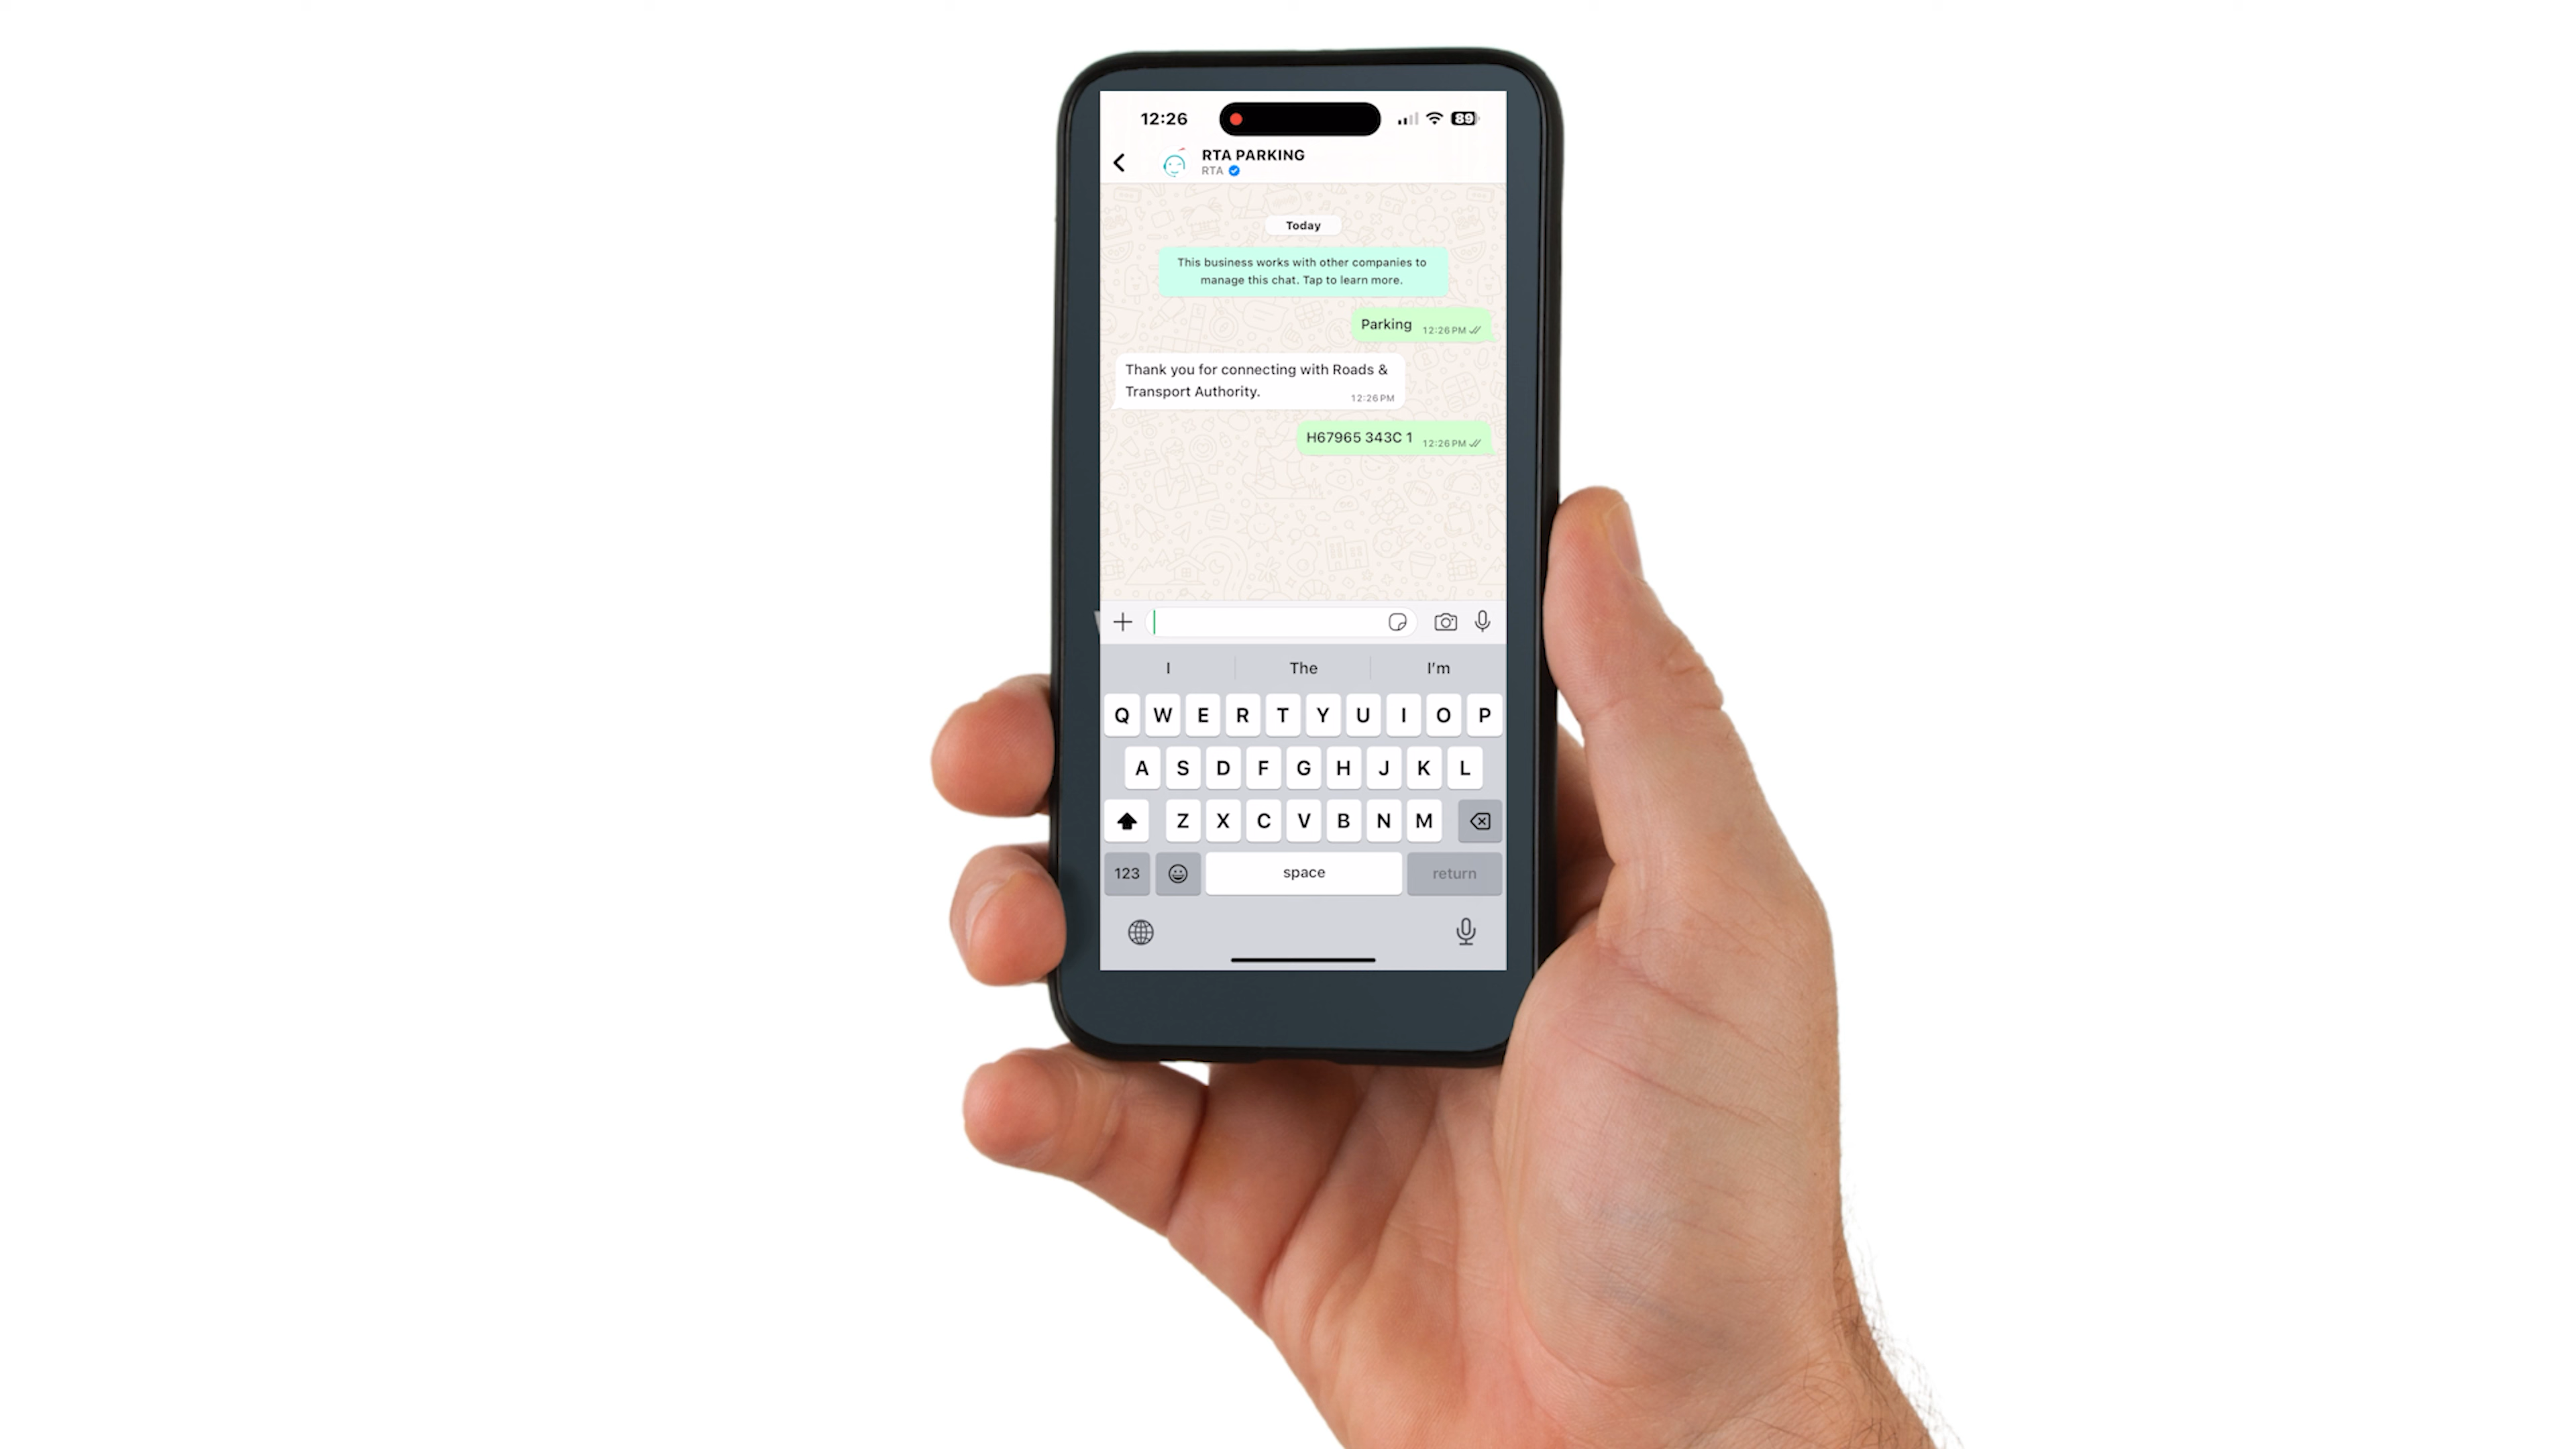 12:26
89
RTA PARKING
RTA
Today
This business works with other companies to
manage this chat. Tap to learn more.
Parking 12:26 PM
Thank you for connecting with Roads &
Transport Authority. 12:26 PM
H67965 343C 1 12:26 PM
I The I'm
Q W E R T Y U I O P
A S D F G H J K L
Z X C V B N M
123 space return